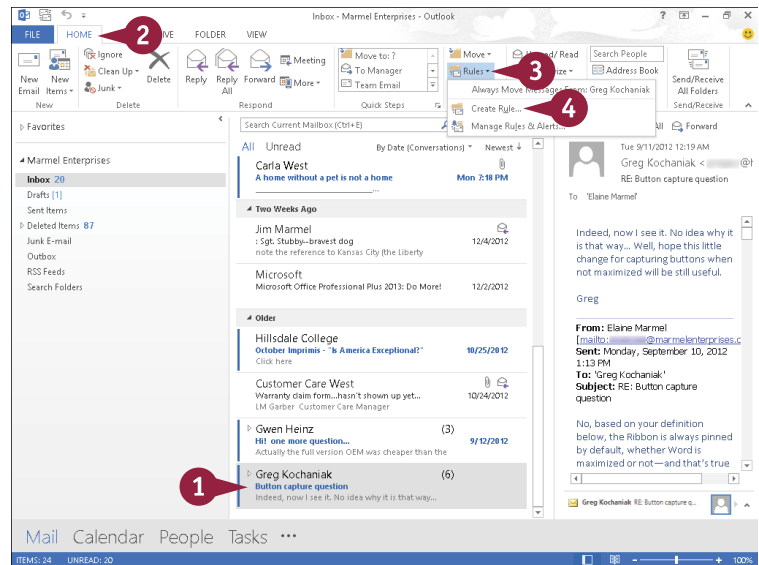 Inbox - Marmel Enterprises - Outlook
FILE HOME VE FOLDER VIEW
2
Ignore
Clean Up
Junk
New Email
New Items
Delete
Reply
Reply All
Forward
Meeting
More
Move to: ?
To Manager
Team Email
Move
Rules
3
Read
Search People
Address Book
Send/Receive All Folders
New Delete Respond Quick Steps Send/Receive
Always Move Messages From: Greg Kochaniak
Create Rule...
4
Manage Rules & Alerts...
Favorites
Marmel Enterprises
Inbox 20
Drafts [1]
Sent Items
Deleted Items 87
Junk E-mail
Outbox
RSS Feeds
Search Folders
Search Current Mailbox (Ctrl+E)
All Unread By Date (Conversations) Newest ↓
Carla West
A home without a pet is not a home Mon 7:18 PM
Two Weeks Ago
Jim Marmel
: Sgt. Stubby--bravest dog 12/4/2012
note the reference to Kansas City (the Liberty
Microsoft
Microsoft Office Professional Plus 2013: Do More! 12/2/2012
Older
Hillsdale College
October Imprimis - "Is America Exceptional?" 10/25/2012
Click here
Customer Care West
Warranty claim form...hasn't shown up yet... 10/24/2012
LM Garber Customer Care Manager
Gwen Heinz (3)
Hi! one more question... 9/12/2012
Actually the full version OEM was cheaper than the
Greg Kochaniak (6)
1
Button capture question
Indeed, now I see it. No idea why it is that way...
All Forward
Tue 9/11/2012 12:19 AM
Greg Kochaniak <
RE: Button capture question
To 'Elaine Marmel'
Indeed, now I see it. No idea why it
is that way... Well, hope this little
change for capturing buttons when
not maximized will be still useful.
Greg
From: Elaine Marmel
[mailto: @marmelenterprises.c
Sent: Monday, September 10, 2012
1:13 PM
To: 'Greg Kochaniak'
Subject: RE: Button capture
question
No, based on your definition
below, the Ribbon is always pinned
by default, whether Word is
maximized or not—and that's true
Greg Kochaniak RE: Button capture q...
Mail Calendar People Tasks •••
ITEMS: 24 UNREAD: 20 100%